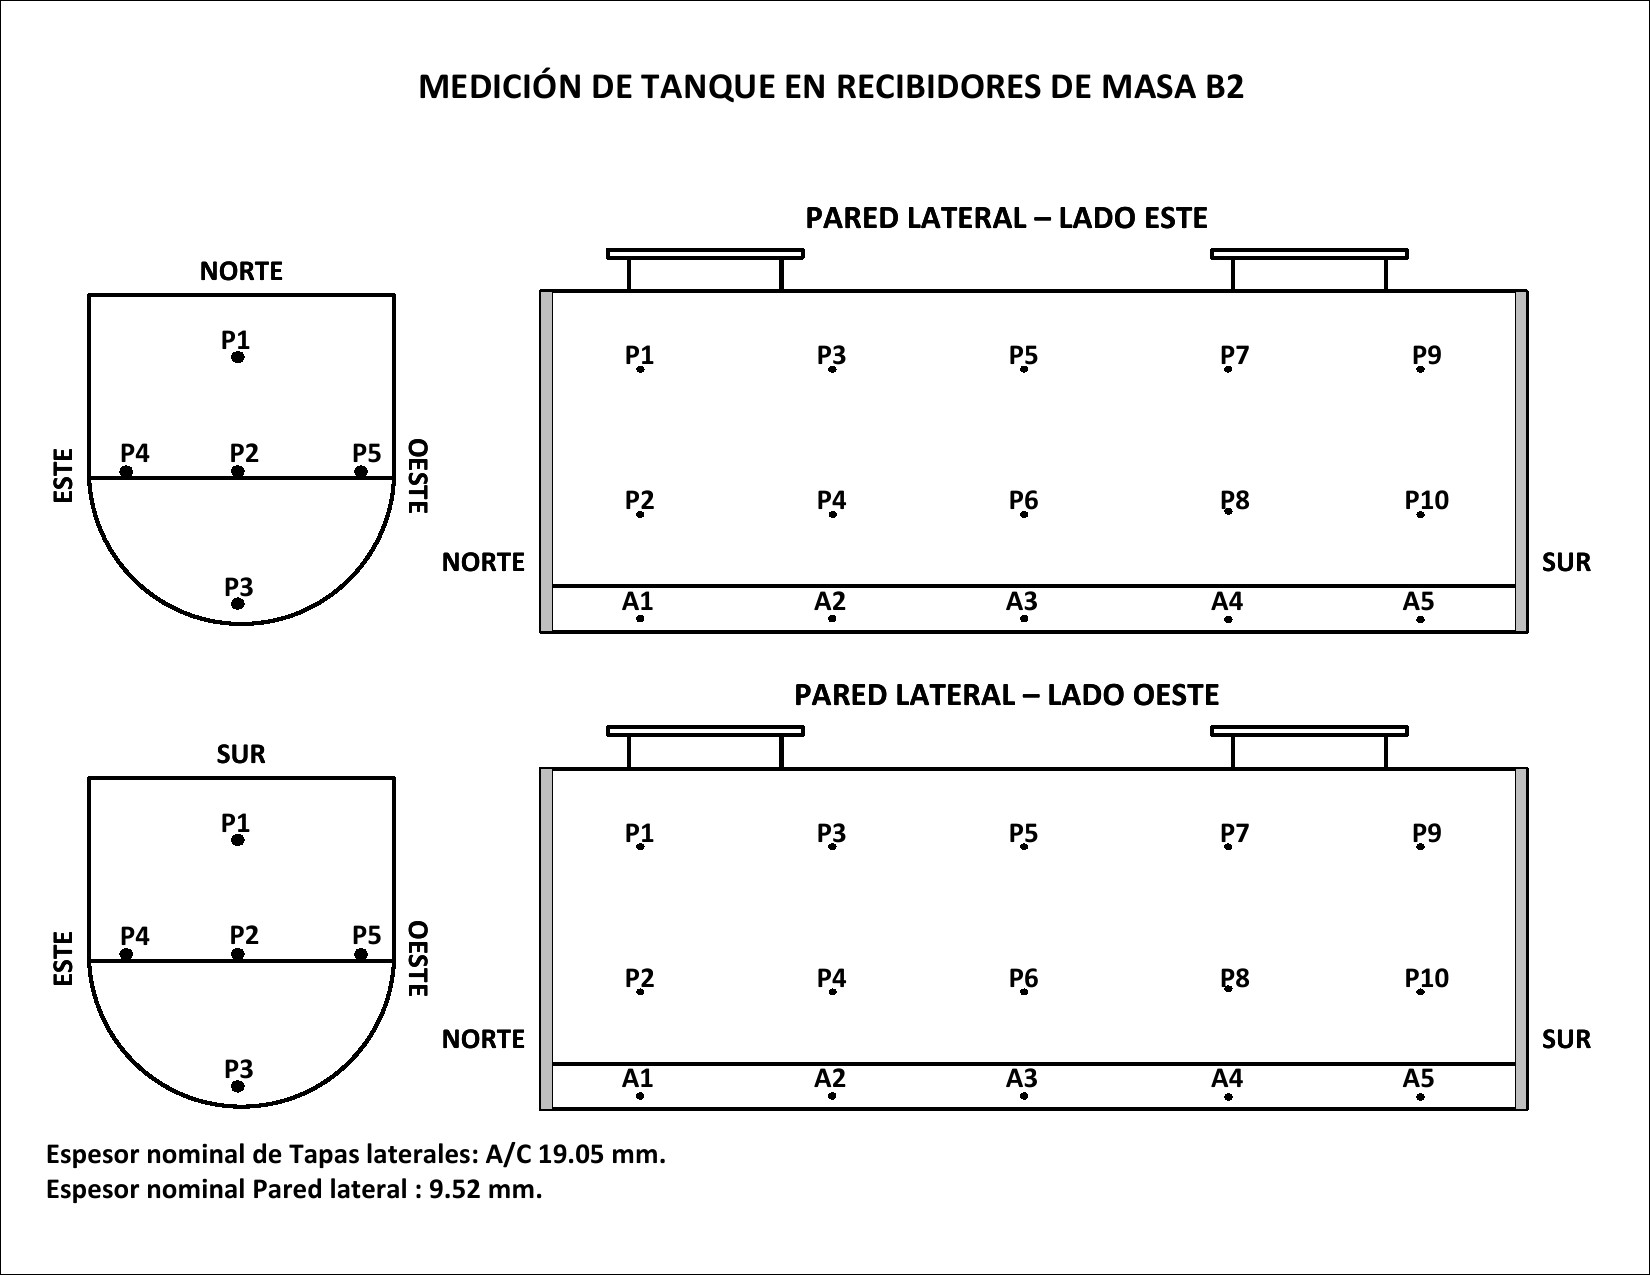 MEDICIÓN DE TANQUE EN RECIBIDORES DE MASA B2
NORTE
P1
P4 P2 P5
ESTE
OESTE
P3
PARED LATERAL – LADO ESTE
P1 P3 P5 P7 P9
P2 P4 P6 P8 P10
NORTE SUR
A1 A2 A3 A4 A5
SUR
P1
P4 P2 P5
ESTE
OESTE
P3
PARED LATERAL – LADO OESTE
P1 P3 P5 P7 P9
P2 P4 P6 P8 P10
NORTE SUR
A1 A2 A3 A4 A5
Espesor nominal de Tapas laterales: A/C 19.05 mm.
Espesor nominal Pared lateral : 9.52 mm.